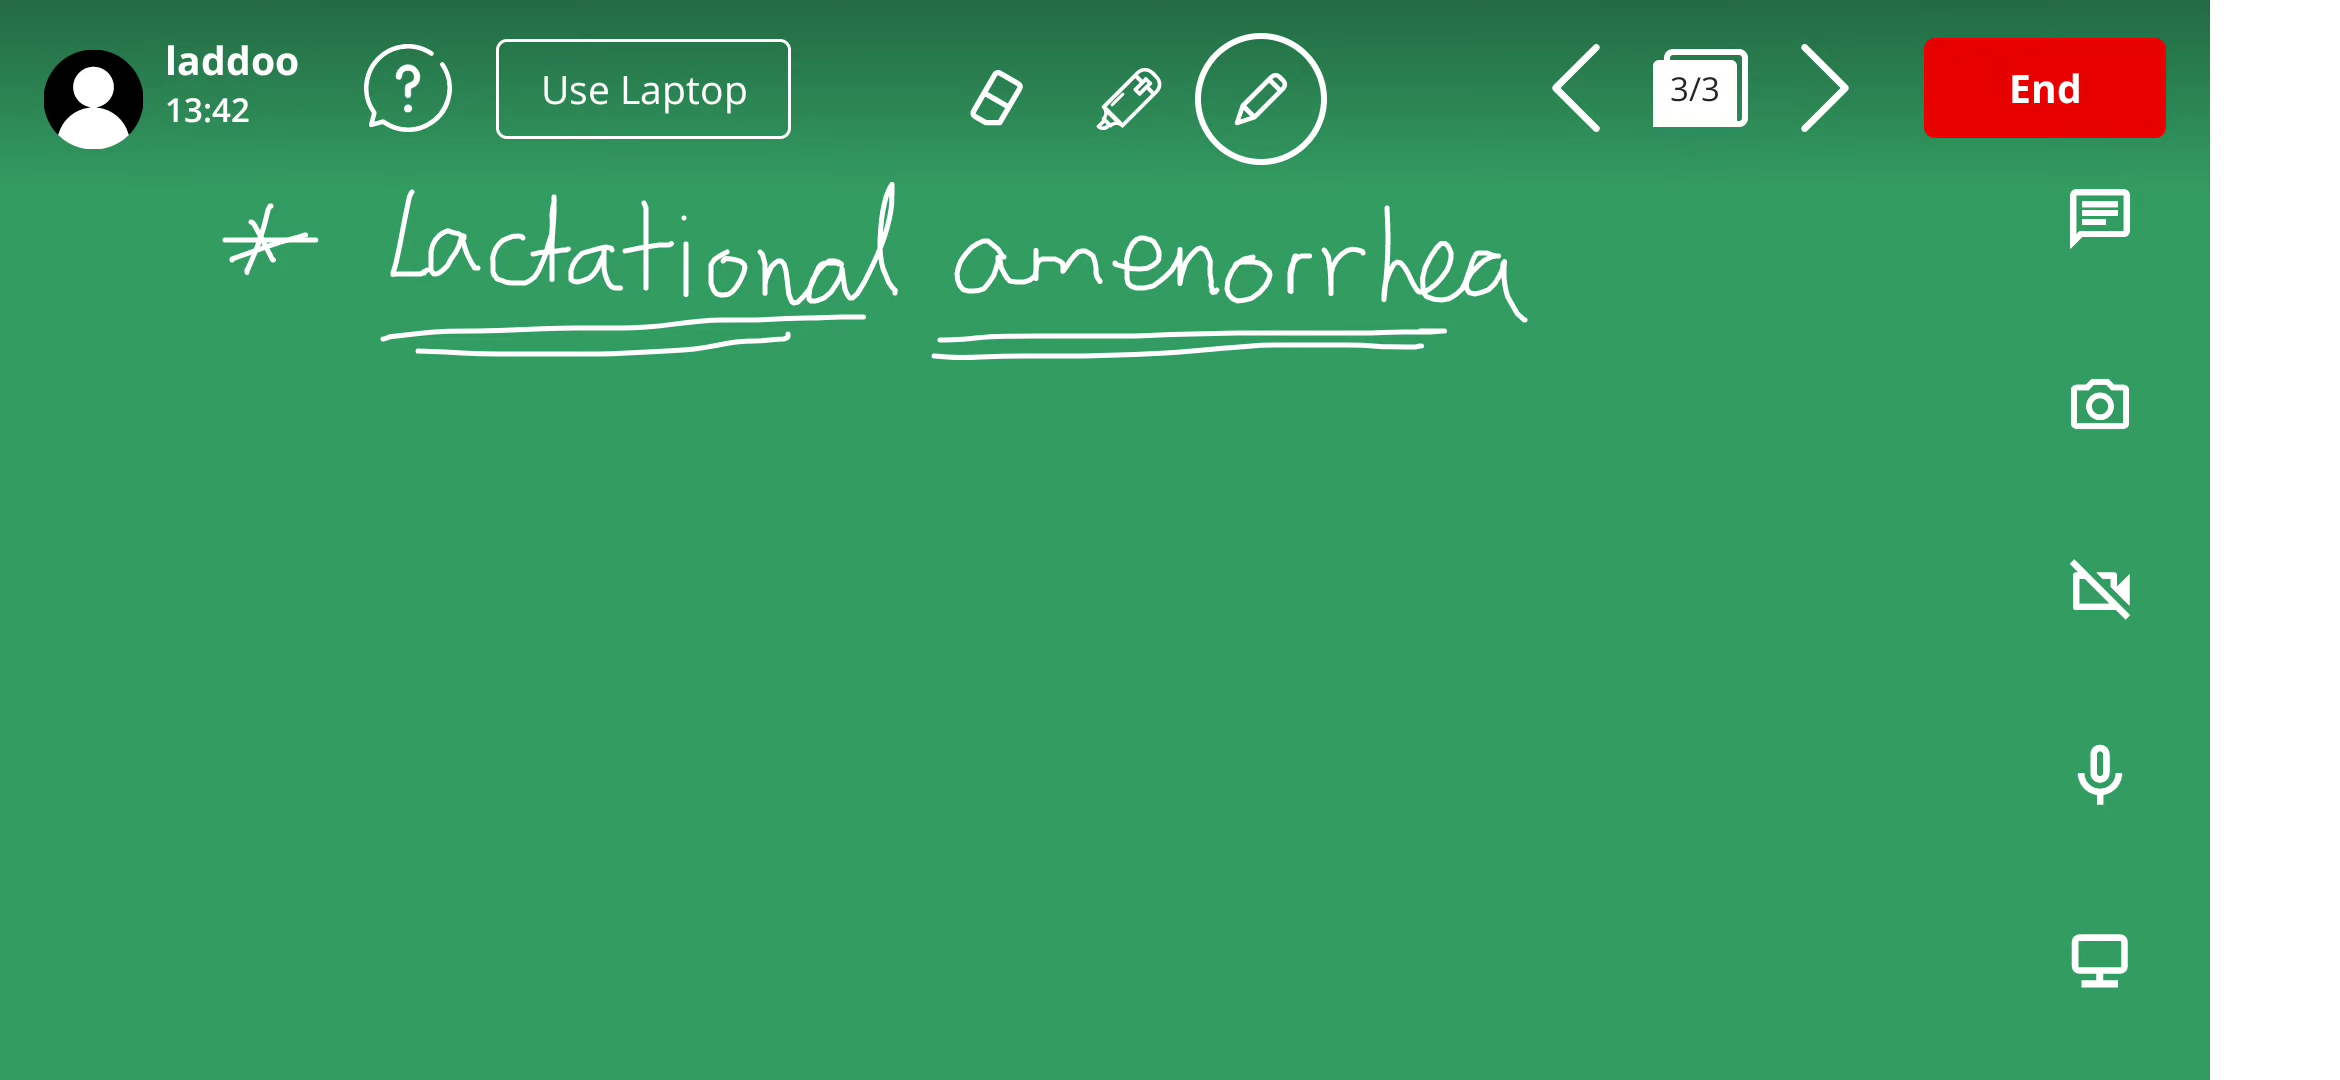 laddoo
13:42
Use Laptop
3/3
End
* Lactational amenorrhea